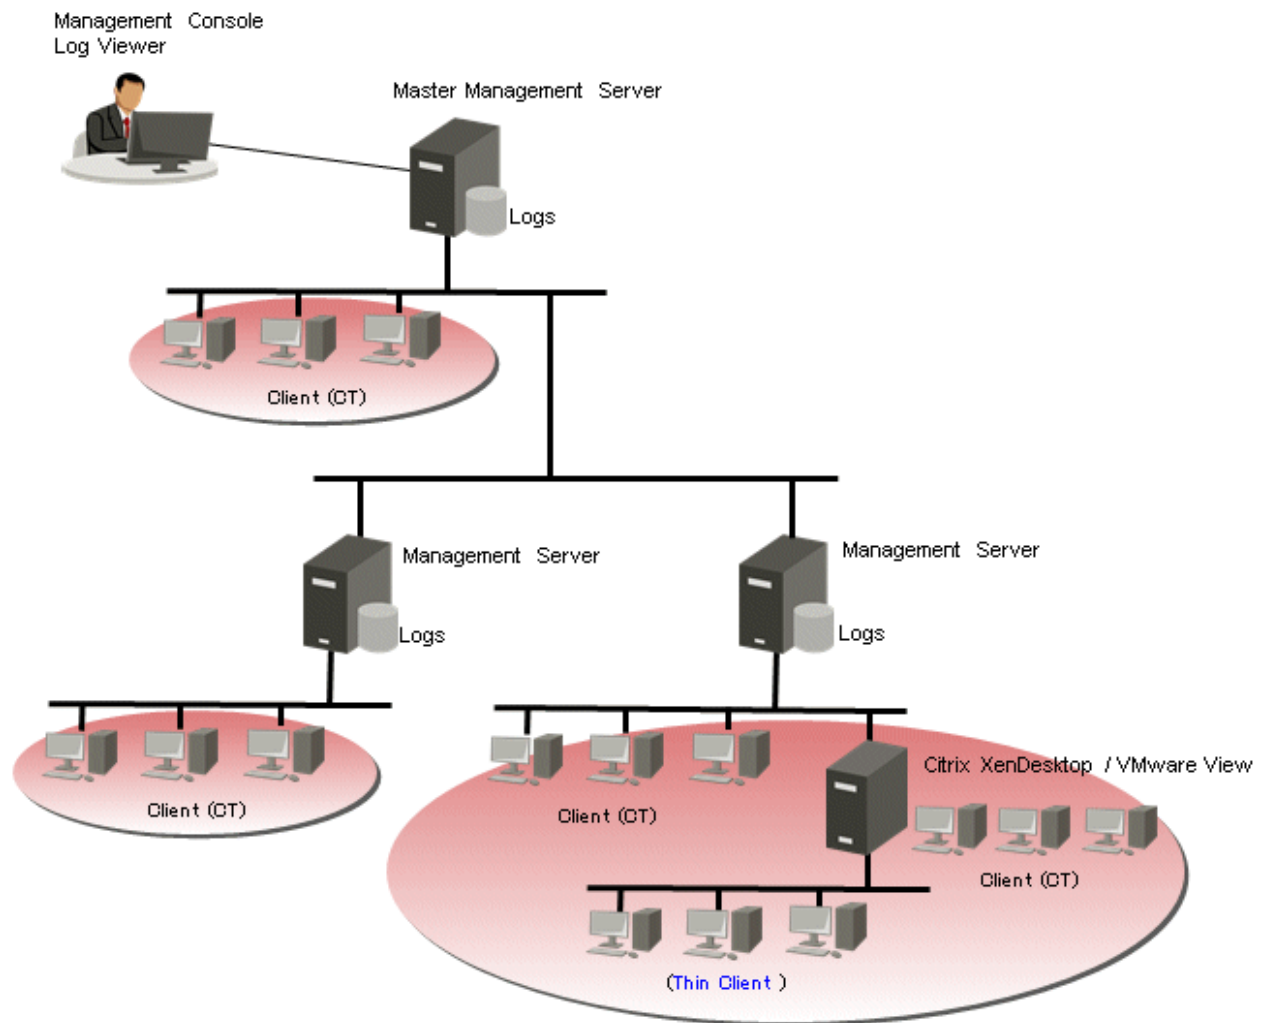 Management Console
Log Viewer
Master Management Server
Logs
Client (CT)
Management Server
Management Server
Logs
Logs
Citrix XenDesktop / VMware View
Client (CT)
Client (CT)
Client (CT)
(Thin Client )